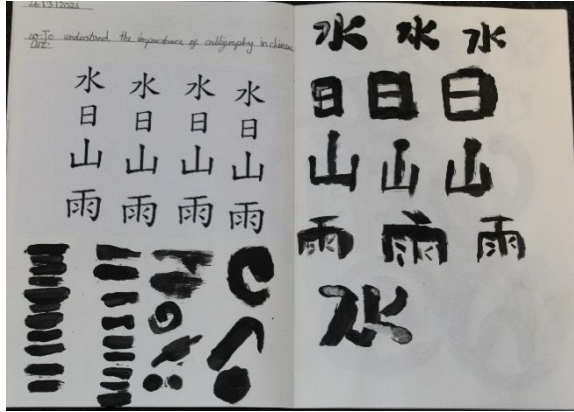 LO-To understand the importance of calligraphy in chinese
art.
水 水 水 水
日 日 日 日
山 山 山 山
雨 雨 雨 雨
水 水 水
日 日 日
山 山 山
雨 雨 雨
水